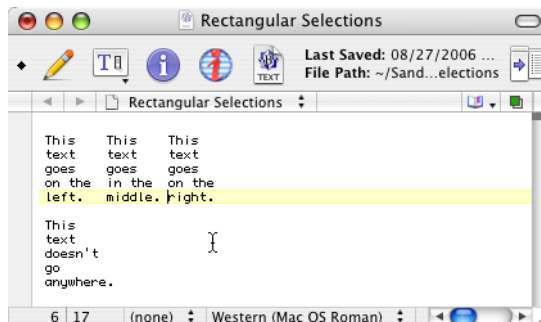 Rectangular Selections
T
i
TEXT
Last Saved: 08/27/2006 ...
File Path: ~/Sand...elections
Rectangular Selections
This This This
text text text
goes goes goes
on the in the on the
left. middle. right.
This
text
doesn't
go
anywhere.
6 17 (none) Western (Mac OS Roman)